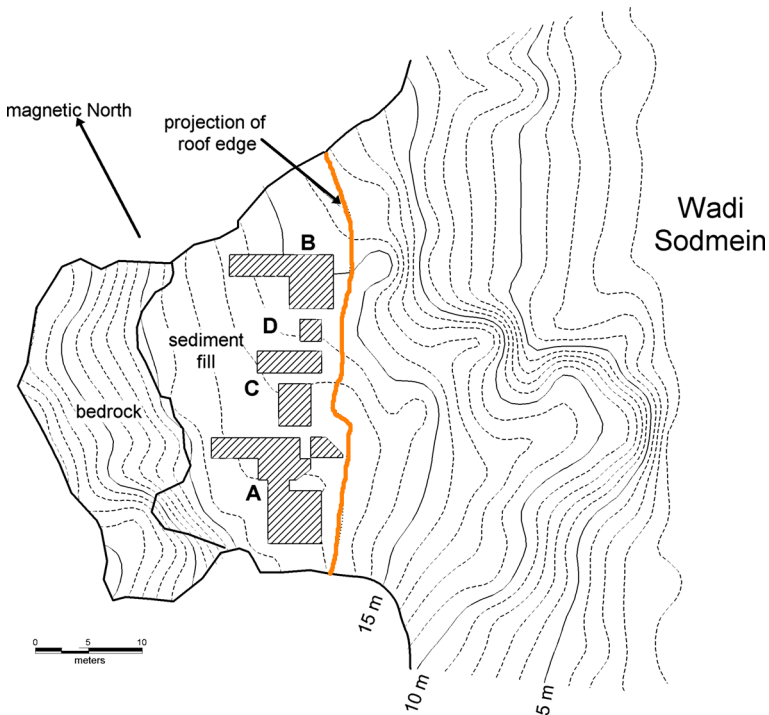 magnetic North
projection of
roof edge
Wadi
Sodmein
B
D
sediment
fill
C
bedrock
A
15 m
10 m
5 m
0 5 10
meters